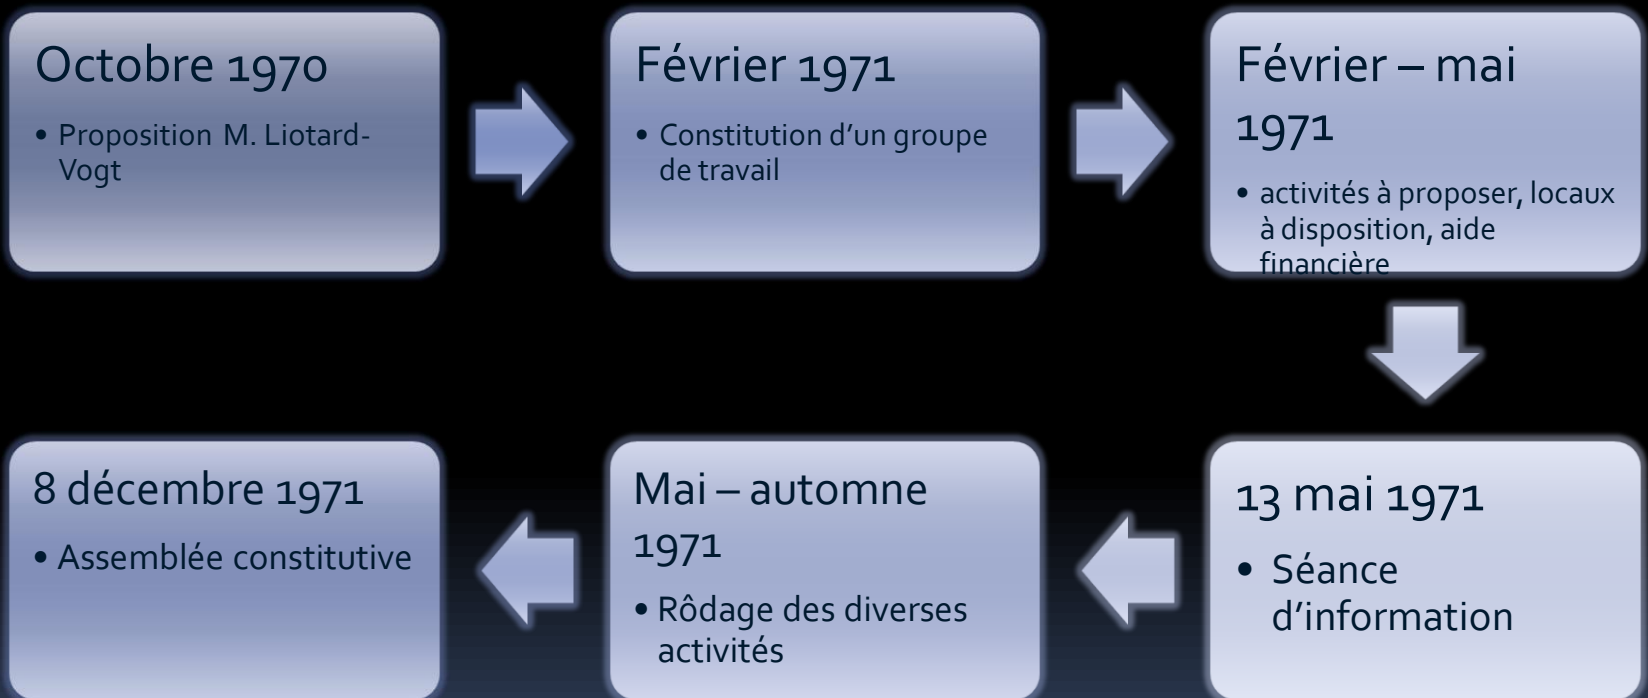 Octobre 1970
• Proposition M. Liotard-
Vogt
Février 1971
• Constitution d’un groupe
de travail
Février – mai
1971
• activités à proposer, locaux
à disposition, aide
financière
13 mai 1971
• Séance
d’information
Mai – automne
1971
• Rôdage des diverses
activités
8 décembre 1971
• Assemblée constitutive